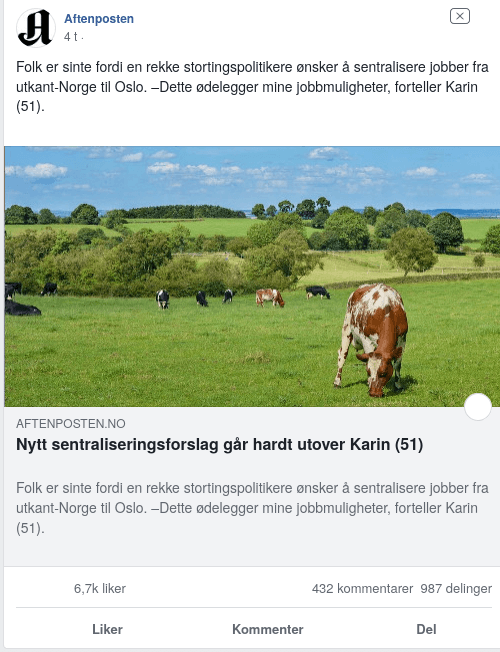 Aftenposten
4 t ·
Folk er sinte fordi en rekke stortingspolitikere ønsker å sentralisere jobber fra
utkant-Norge til Oslo. –Dette ødelegger mine jobbmuligheter, forteller Karin
(51).
AFTENPOSTEN.NO
Nytt sentraliseringsforslag går hardt utover Karin (51)
Folk er sinte fordi en rekke stortingspolitikere ønsker å sentralisere jobber fra
utkant-Norge til Oslo. –Dette ødelegger mine jobbmuligheter, forteller Karin
(51).
6,7k liker 432 kommentarer 987 delinger
Liker Kommenter Del